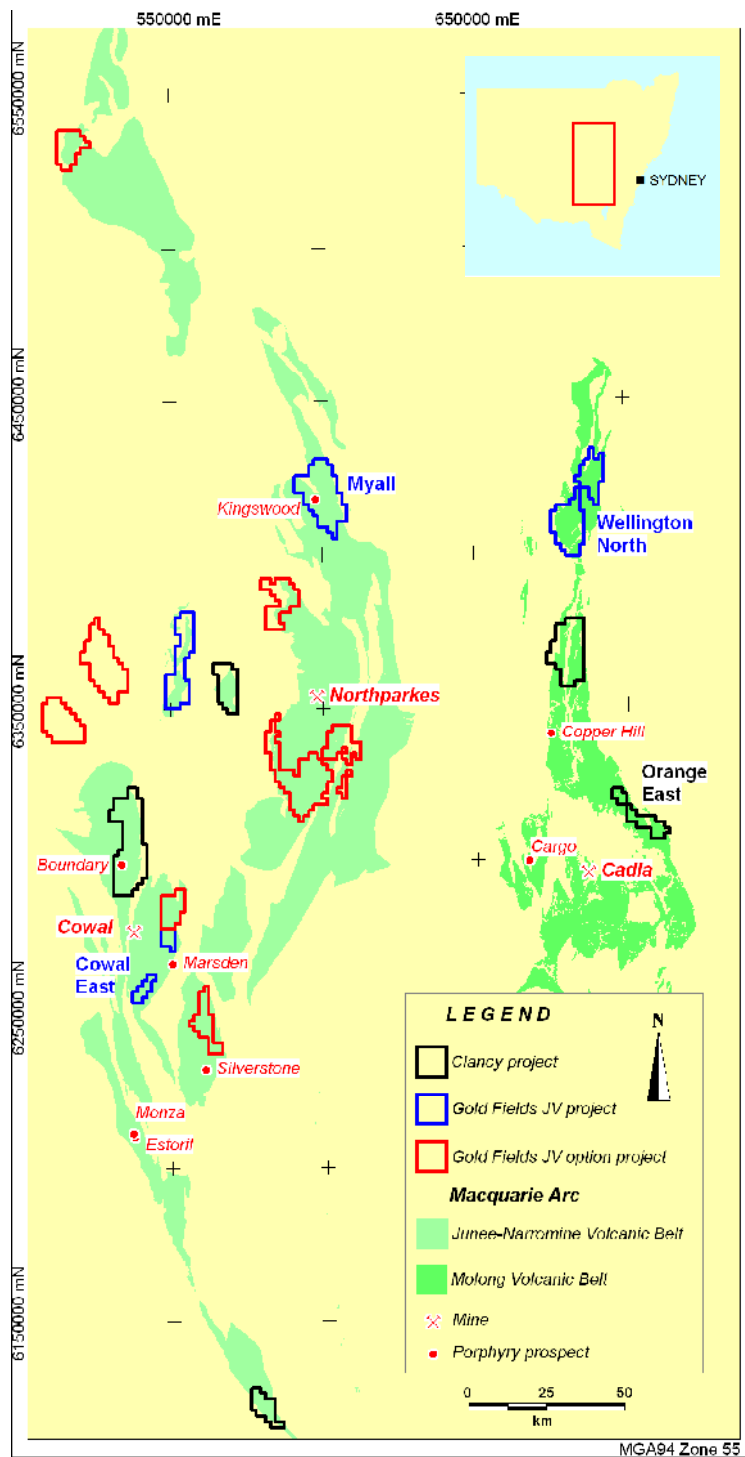 550000 mE
650000 mE
6550000 mN
SYDNEY
6450000 mN
Myall
Kingswood
Wellington
North
Northparkes
6350000 mN
Copper Hill
Orange
East
Cargo
Cadia
Boundary
Cowal
Cowal
East
Marsden
6250000 mN
Silverstone
Monza
Estoril
LEGEND
N
Clancy project
Gold Fields JV project
Gold Fields JV option project
Macquarie Arc
Junee-Narromine Volcanic Belt
Molong Volcanic Belt
Mine
Porphyry prospect
6150000 mN
0 25 50
km
MGA94 Zone 55